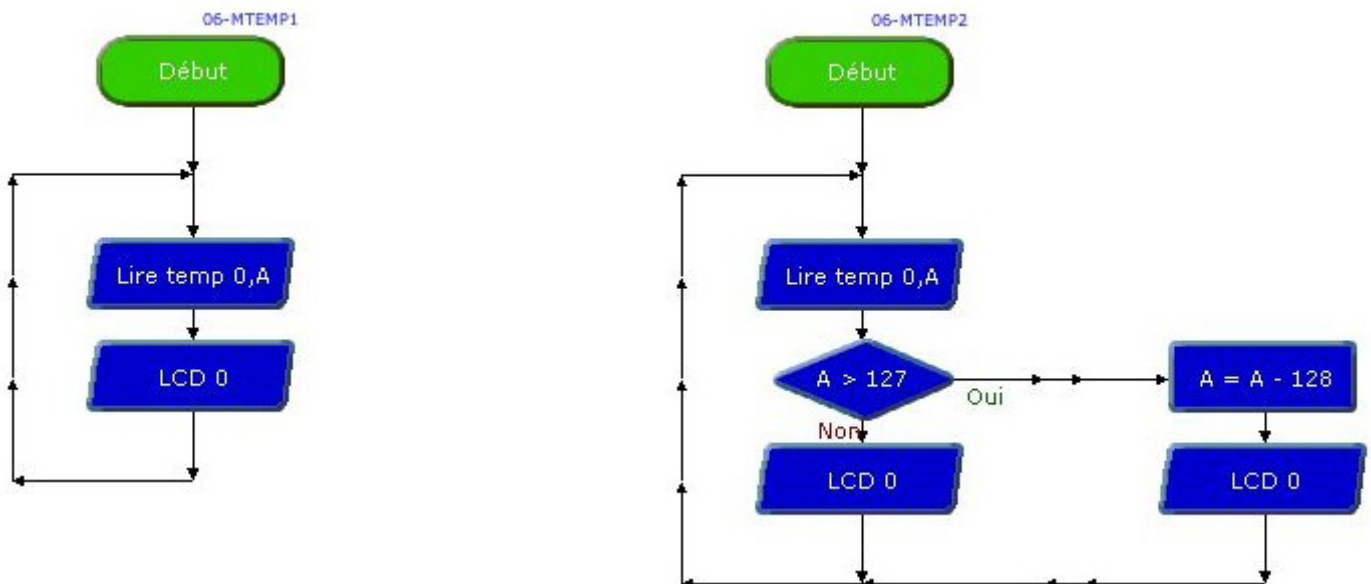 06-MTEMP1
Début
Lire temp 0,A
LCD 0
06-MTEMP2
Début
Lire temp 0,A
A > 127
Oui
A = A - 128
Non
LCD 0
LCD 0